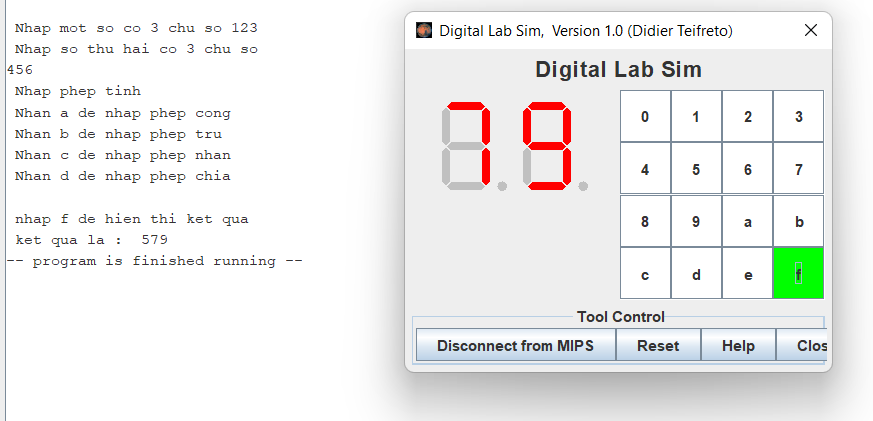 Nhap mot so co 3 chu so 123
Nhap so thu hai co 3 chu so
456
Nhap phep tinh
Nhan a de nhap phep cong
Nhan b de nhap phep tru
Nhan c de nhap phep nhan
Nhan d de nhap phep chia
nhap f de hien thi ket qua
ket qua la :  579
-- program is finished running --
Digital Lab Sim, Version 1.0 (Didier Teifreto)
Digital Lab Sim
79
0 1 2 3
4 5 6 7
8 9 a b
c d e f
Tool Control
Disconnect from MIPS Reset Help Clos